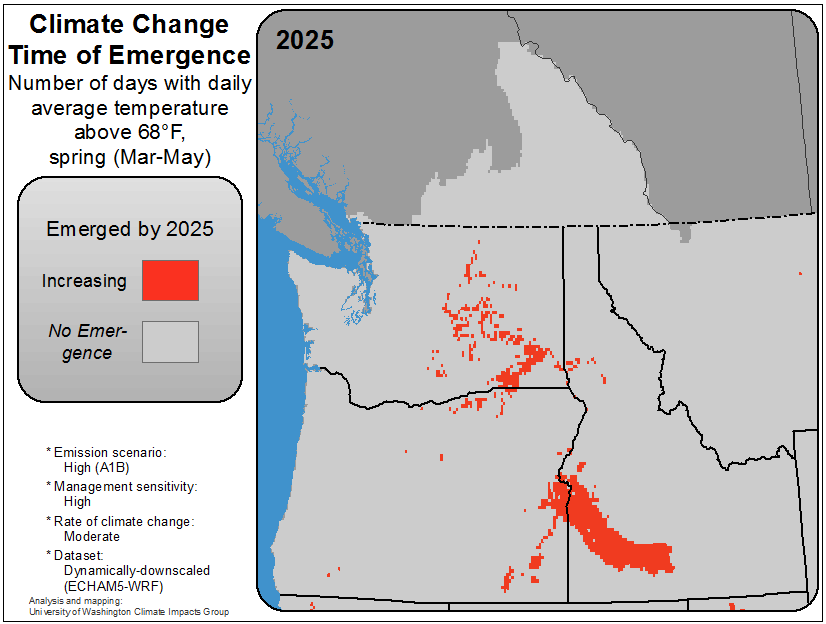 Climate Change
Time of Emergence
Number of days with daily
average temperature
above 68°F,
spring (Mar-May)
Emerged by 2025
Increasing
No Emer-
gence
* Emission scenario:
High (A1B)
* Management sensitivity:
High
* Rate of climate change:
Moderate
* Dataset:
Dynamically-downscaled
(ECHAM5-WRF)
Analysis and mapping:
University of Washington Climate Impacts Group
2025